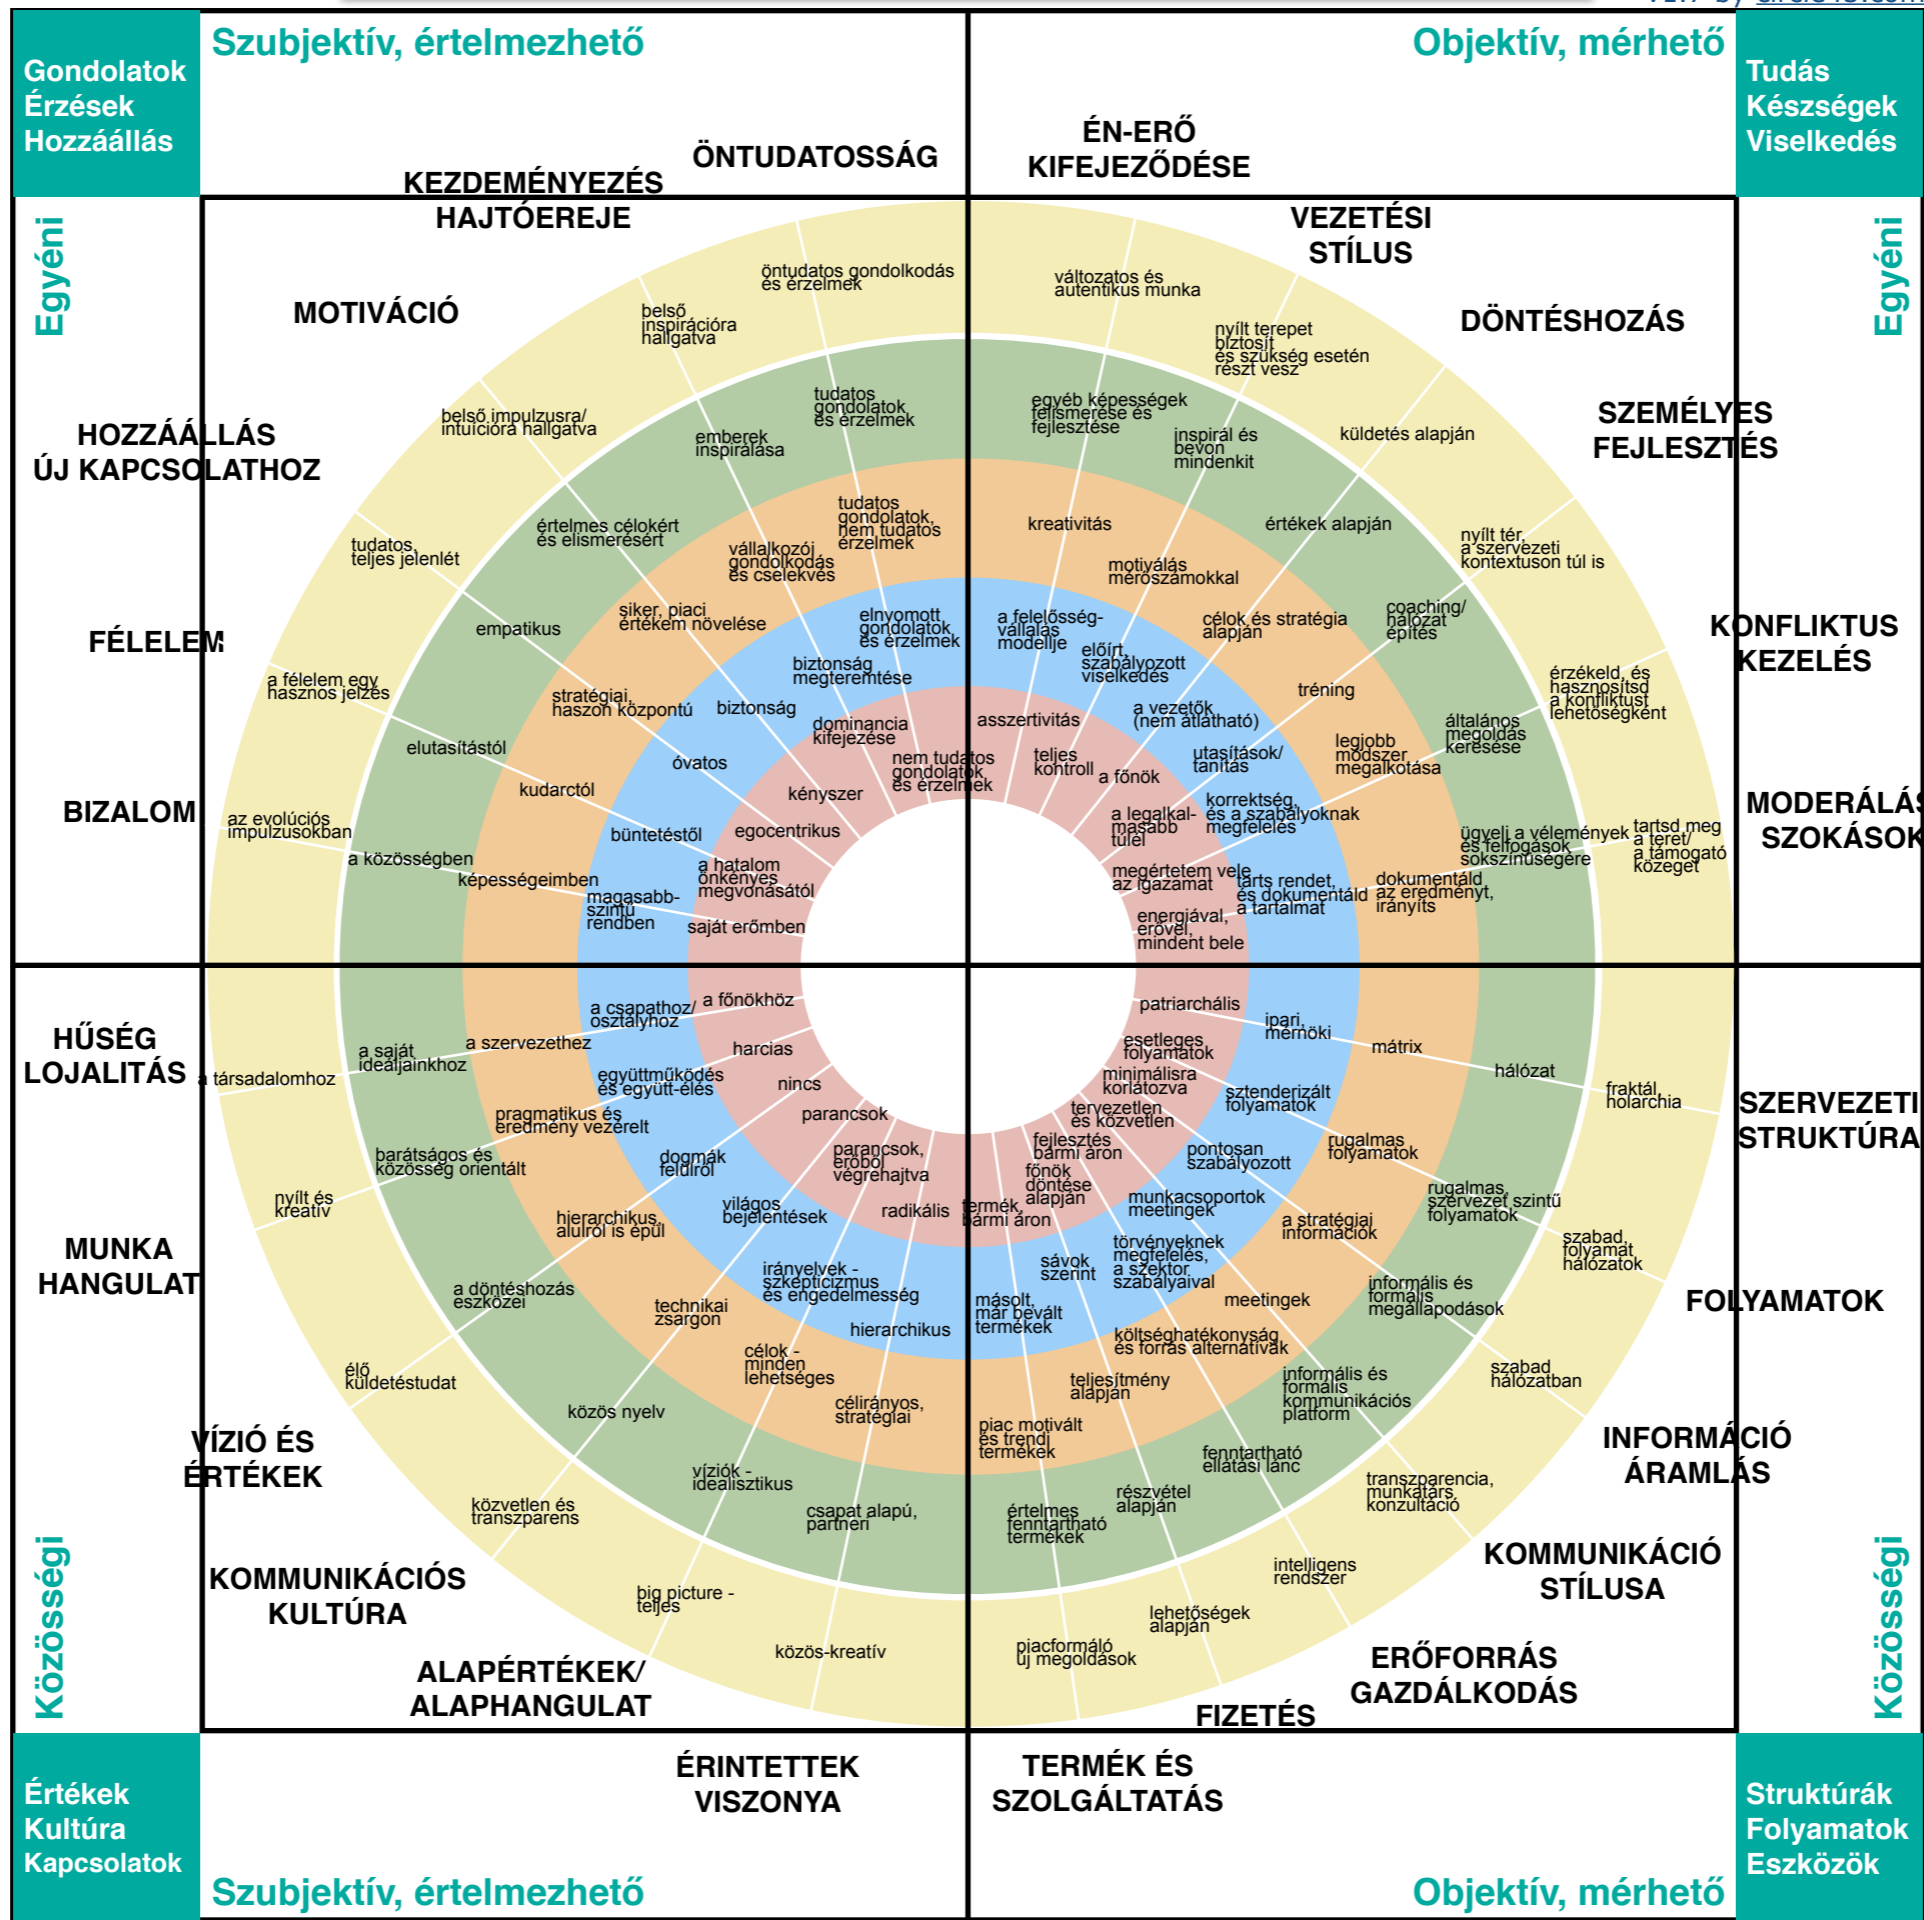 Szubjektív, értelmezhető
Objektív, mérhető
Gondolatok
Érzések
Hozzáállás
Tudás
Készségek
Viselkedés
Egyéni
Egyéni
ÖNTUDATOSSÁG
ÉN-ERŐ
KIFEJEZŐDÉSE
KEZDEMÉNYEZÉS
HAJTÓEREJE
VEZETÉSI
STÍLUS
MOTIVÁCIÓ
DÖNTÉSHOZÁS
HOZZÁÁLLÁS
ÚJ KAPCSOLATHOZ
SZEMÉLYES
FEJLESZTÉS
FÉLELEM
KONFLIKTUS
KEZELÉS
BIZALOM
MODERÁLÁS
SZOKÁSOK
öntudatos gondolkodás
és érzelmek
belső
inspirációra
hallgatva
belső impulzusra/
intuícióra hallgatva
tudatos,
teljes jelenlét
a félelem egy
hasznos jelzés
az evolúciós
impulzusokban
tudatos
gondolatok
és érzelmek
emberek
inspirálása
értelmes célokért
és elismerésért
empatikus
elutasítástól
a közösségben
tudatos
gondolatok,
nem tudatos
érzelmek
vállalkozói
gondolkodás
és cselekvés
siker, piaci
értékem növelése
stratégiai,
haszon központú
kudarctól
képességeimben
elnyomott
gondolatok
és érzelmek
biztonság
megteremtése
biztonság
óvatos
büntetéstől
magasabb-
szintű
rendben
nem tudatos
gondolatok
és érzelmek
dominancia
kifejezése
kényszer
egocentrikus
a hatalom
önkényes
megvonásától
saját erőmben
változatos és
autentikus munka
nyílt terepet
biztosít
és szükség esetén
részt vesz
küldetés alapján
nyílt tér,
a szervezeti
kontextuson túl is
érzékeld, és
hasznosítsd
a konfliktust
lehetőségként
tartsd meg
a teret/
a támogató
közeget
egyéb képességek
felismerése és
fejlesztése
inspirál és
bevon
mindenkit
értékek alapján
coaching/
hálózat
építés
általános
megoldás
keresése
ügyelj a vélemények
és felfogások
sokszínűségére
kreativitás
motiválás
mérőszámokkal
célok és stratégia
alapján
tréning
legjobb
módszer
megalkotása
dokumentáld
az eredményt,
irányíts
a felelősség-
vállalás
modellje
előírt,
szabályozott
viselkedés
a vezetők
(nem átlátható)
utasítások/
tanítás
korrektség,
és a szabályoknak
megfelelés
tarts rendet,
és dokumentáld
a tartalmat
asszertivitás
teljes
kontroll
a főnök
a legalkal-
masabb
túlél
megértetem vele
az igazamat
energiával,
erővel,
mindent bele
HŰSÉG
LOJALITÁS
MUNKA
HANGULAT
VÍZIÓ ÉS
ÉRTÉKEK
KOMMUNIKÁCIÓS
KULTÚRA
ALAPÉRTÉKEK/
ALAPHANGULAT
ÉRINTETTEK
VISZONYA
a főnökhöz
harcias
nincs
parancsok
parancsok,
erőből
végrehajtva
radikális
a csapathoz/
osztályhoz
együttműködés
és együtt-élés
dogmák
felülről
világos
bejelentések
irányelvek -
szkepticizmus
és engedelmesség
hierarchikus
a szervezethez
pragmatikus és
eredmény vezérelt
hierarchikus,
alulról is épül
technikai
zsargon
célok -
minden
lehetséges
célirányos,
stratégiai
a saját
ideáljainkhoz
barátságos és
közösség orientált
a döntéshozás
eszközei
közös nyelv
víziók -
idealisztikus
csapat alapú,
partneri
a társadalomhoz
nyílt és
kreatív
élő
küldetéstudat
közvetlen és
transzparens
big picture -
teljes
közös-kreatív
SZERVEZETI
STRUKTÚRA
FOLYAMATOK
INFORMÁCIÓ
ÁRAMLÁS
KOMMUNIKÁCIÓ
STÍLUSA
ERŐFORRÁS
GAZDÁLKODÁS
FIZETÉS
TERMÉK ÉS
SZOLGÁLTATÁS
patriarchális
esetleges
folyamatok
minimálisra
korlátozva
tervezetlen
és közvetlen
fejlesztés
bármi áron
főnök
döntése
alapján
termék,
bármi áron
ipari,
mérnöki
sztenderizált
folyamatok
pontosan
szabályozott
munkacsoportok
meetingek
törvényeknek
megfelelés,
a szektor
szabályaival
sávok
szerint
másolt,
már bevált
termékek
mátrix
rugalmas
folyamatok
a stratégiai
információk
meetingek
költséghatékonyság
és forrás alternatívák
teljesítmény
alapján
piac motivált
és trendi
termékek
hálózat
rugalmas,
szervezet szintű
folyamatok
informális és
formális
megállapodások
informális és
formális
kommunikációs
platform
fenntartható
ellátási lánc
részvétel
alapján
értelmes
fenntartható
termékek
fraktál,
holarchia
szabad,
folyamat
hálózatok
szabad
hálózatban
transzparencia,
munkatárs
konzultáció
intelligens
rendszer
lehetőségek
alapján
piacformáló
új megoldások
Közösségi
Közösségi
Értékek
Kultúra
Kapcsolatok
Struktúrák
Folyamatok
Eszközök
Szubjektív, értelmezhető
Objektív, mérhető